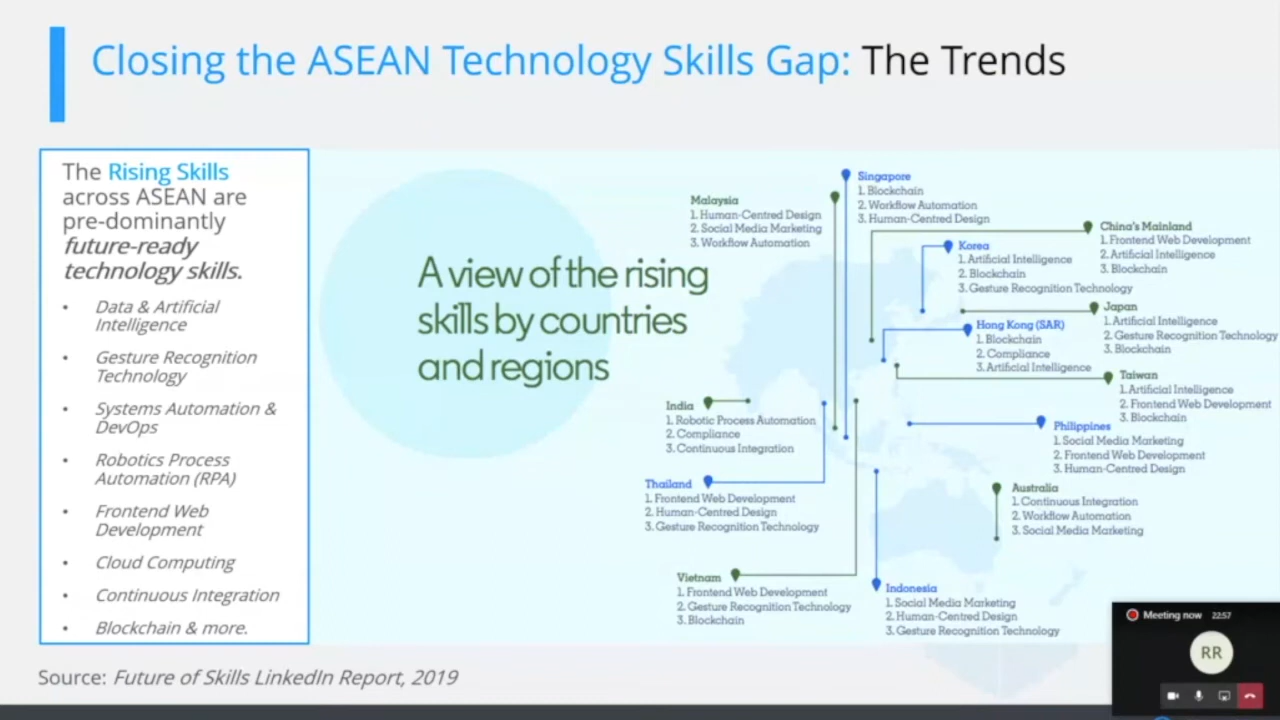 Closing the ASEAN Technology Skills Gap: The Trends
The Rising Skills
across ASEAN are
pre-dominantly
future-ready
technology skills.
• Data & Artificial
Intelligence
• Gesture Recognition
Technology
• Systems Automation &
DevOps
• Robotics Process
Automation (RPA)
• Frontend Web
Development
• Cloud Computing
• Continuous Integration
• Blockchain & more.
A view of the rising
skills by countries
and regions
Malaysia
1. Human-Centred Design
2. Social Media Marketing
3. Workflow Automation
Singapore
1. Blockchain
2. Workflow Automation
3. Human-Centred Design
China's Mainland
1. Frontend Web Development
2. Artificial Intelligence
3. Blockchain
Korea
1. Artificial Intelligence
2. Blockchain
3. Gesture Recognition Technology
Japan
1. Artificial Intelligence
2. Gesture Recognition Technology
3. Blockchain
Hong Kong (SAR)
1. Blockchain
2. Compliance
3. Artificial Intelligence
Taiwan
1. Artificial Intelligence
2. Frontend Web Development
3. Blockchain
India
1. Robotic Process Automation
2. Compliance
3. Continuous Integration
Philippines
1. Social Media Marketing
2. Frontend Web Development
3. Human-Centred Design
Thailand
1. Frontend Web Development
2. Human-Centred Design
3. Gesture Recognition Technology
Australia
1. Continuous Integration
2. Workflow Automation
3. Social Media Marketing
Vietnam
1. Frontend Web Development
2. Gesture Recognition Technology
3. Blockchain
Indonesia
1. Social Media Marketing
2. Human-Centred Design
3. Gesture Recognition Technology
Source: Future of Skills LinkedIn Report, 2019
Meeting now 22:57
RR